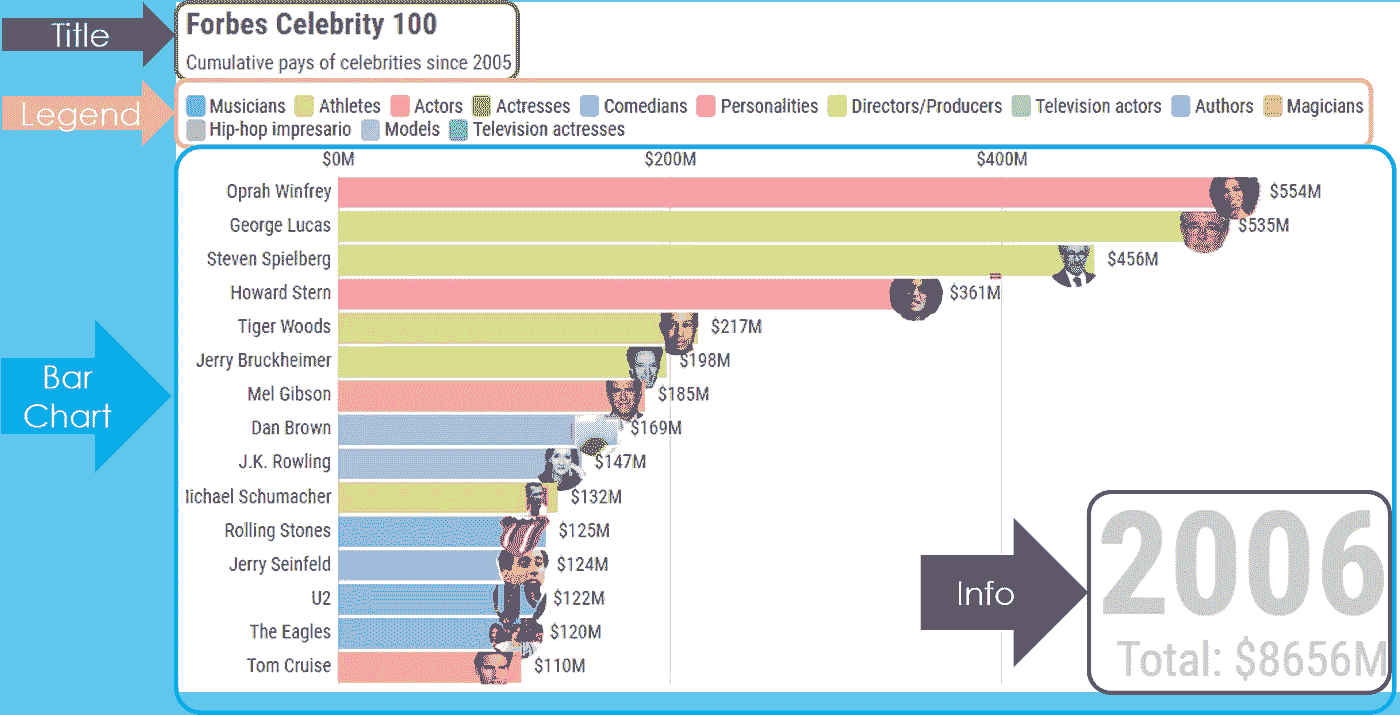 Title
Forbes Celebrity 100
Cumulative pays of celebrities since 2005
Legend
Musicians Athletes Actors Actresses Comedians Personalities Directors/Producers Television actors Authors Magicians
Hip-hop impresario Models Television actresses
$0M $200M $400M
Oprah Winfrey $554M
George Lucas $535M
Steven Spielberg $456M
Howard Stern $361M
Tiger Woods $217M
Jerry Bruckheimer $198M
Mel Gibson $185M
Dan Brown $169M
J.K. Rowling $147M
lichael Schumacher $132M
Rolling Stones $125M
Jerry Seinfeld $124M
U2 $122M
The Eagles $120M
Tom Cruise $110M
Bar
Chart
Info
2006
Total: $8656M